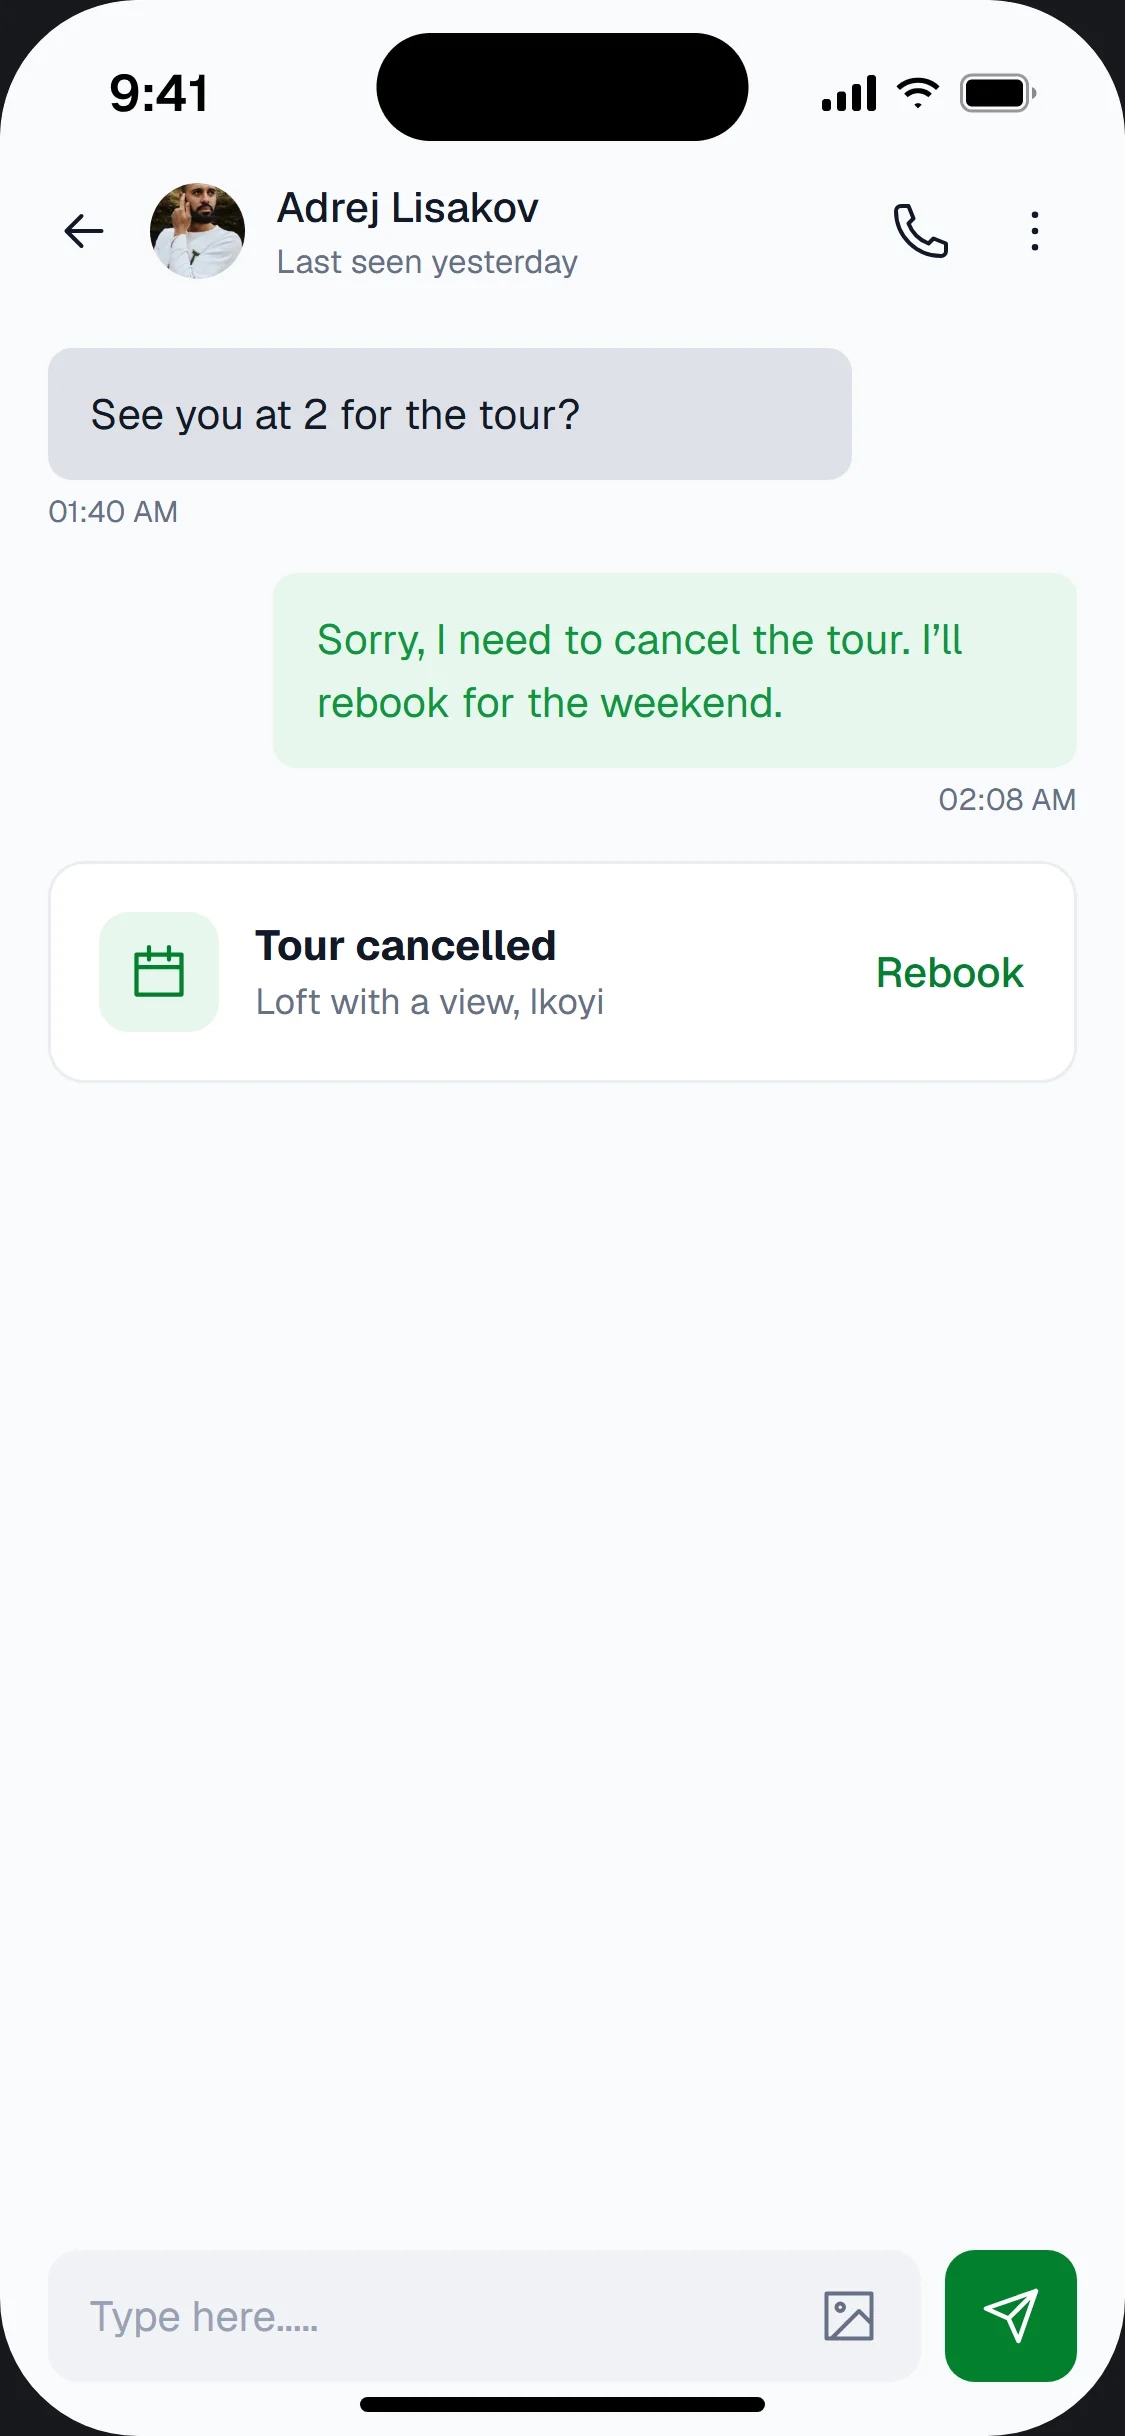 9:41
Adrej Lisakov
Last seen yesterday
See you at 2 for the tour?
01:40 AM
Sorry, I need to cancel the tour. I’ll
rebook for the weekend.
02:08 AM
Tour cancelled
Loft with a view, Ikoyi
Rebook
Type here.....